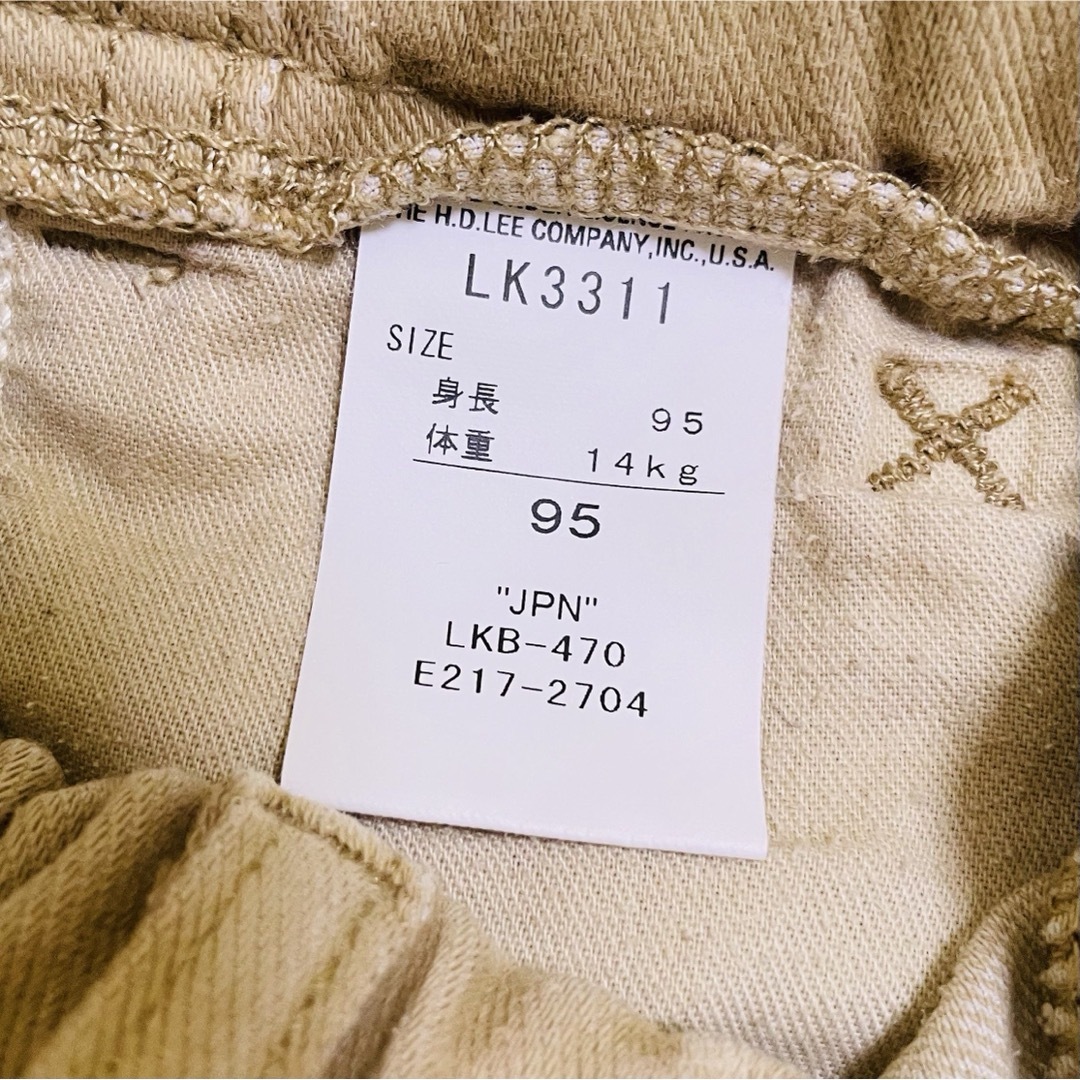 THE H.D.LEE COMPANY,INC.,U.S.A.
LK3311
SIZE
身長 95
体重 14kg
95
"JPN"
LKB-470
E217-2704